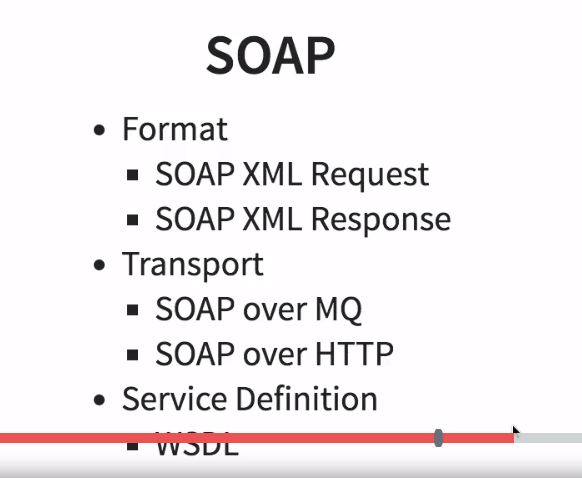 SOAP
Format
SOAP XML Request
SOAP XML Response
Transport
SOAP over MQ
SOAP over HTTP
Service Definition
WSDL